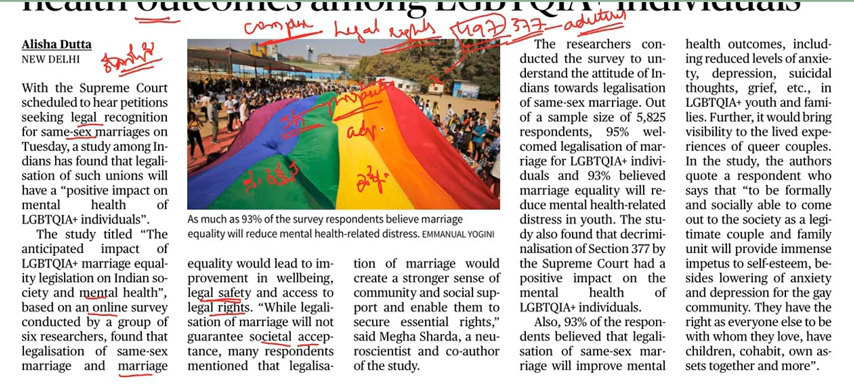 health outcomes among LGBTQIA+ individuals
Legal rights (497) 377 - 
Alisha Dutta
NEW DELHI
With the Supreme Court
scheduled to hear petitions
seeking legal recognition
for same-sex marriages on
Tuesday, a study among In-
dians has found that legali-
sation of such unions will
have a “positive impact on
mental health of
LGBTQIA+ individuals”.
The study titled “The
anticipated impact of
LGBTQIA+ marriage equal-
ity legislation on Indian so-
ciety and mental health”,
based on an online survey
conducted by a group of
six researchers, found that
legalisation of same-sex
marriage and marriage
As much as 93% of the survey respondents believe marriage
equality will reduce mental health-related distress. EMMANUAL YOGINI
equality would lead to im-
provement in wellbeing,
legal safety and access to
legal rights. “While legali-
sation of marriage will not
guarantee societal accep-
tance, many respondents
mentioned that legalisa-
tion of marriage would
create a stronger sense of
community and social sup-
port and enable them to
secure essential rights,”
said Megha Sharda, a neu-
roscientist and co-author
of the study.
The researchers con-
ducted the survey to un-
derstand the attitude of In-
dians towards legalisation
of same-sex marriage. Out
of a sample size of 5,825
respondents, 95% wel-
comed legalisation of mar-
riage for LGBTQIA+ indivi-
duals and 93% believed
marriage equality will re-
duce mental health-related
distress in youth. The stu-
dy also found that decrimi-
nalisation of Section 377 by
the Supreme Court had a
positive impact on the
mental health of
LGBTQIA+ individuals.
Also, 93% of the respon-
dents believed that legali-
sation of same-sex mar-
riage will improve mental
health outcomes, includ-
ing reduced levels of anxie-
ty, depression, suicidal
thoughts, grief, etc., in
LGBTQIA+ youth and fami-
lies. Further, it would bring
visibility to the lived expe-
riences of queer couples.
In the study, the authors
quote a respondent who
says that “to be formally
and socially able to come
out to the society as a legi-
timate couple and family
unit will provide immense
impetus to self-esteem, be-
sides lowering of anxiety
and depression for the gay
community. They have the
right as everyone else to be
with whom they love, have
children, cohabit, own as-
sets together and more”.